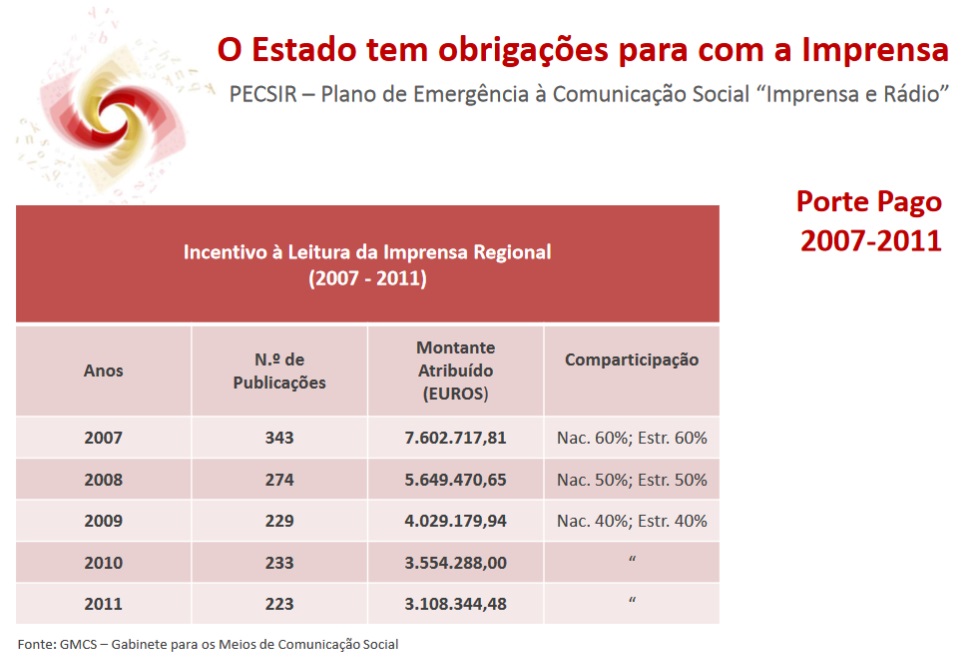 O Estado tem obrigações para com a Imprensa
PECSIR – Plano de Emergência à Comunicação Social “Imprensa e Rádio”
Porte Pago
2007-2011
Incentivo à Leitura da Imprensa Regional
(2007 - 2011)
Anos N.º de Publicações Montante Atribuído (EUROS) Comparticipação
2007 343 7.602.717,81 Nac. 60%; Estr. 60%
2008 274 5.649.470,65 Nac. 50%; Estr. 50%
2009 229 4.029.179,94 Nac. 40%; Estr. 40%
2010 233 3.554.288,00 “
2011 223 3.108.344,48 “
Fonte: GMCS – Gabinete para os Meios de Comunicação Social